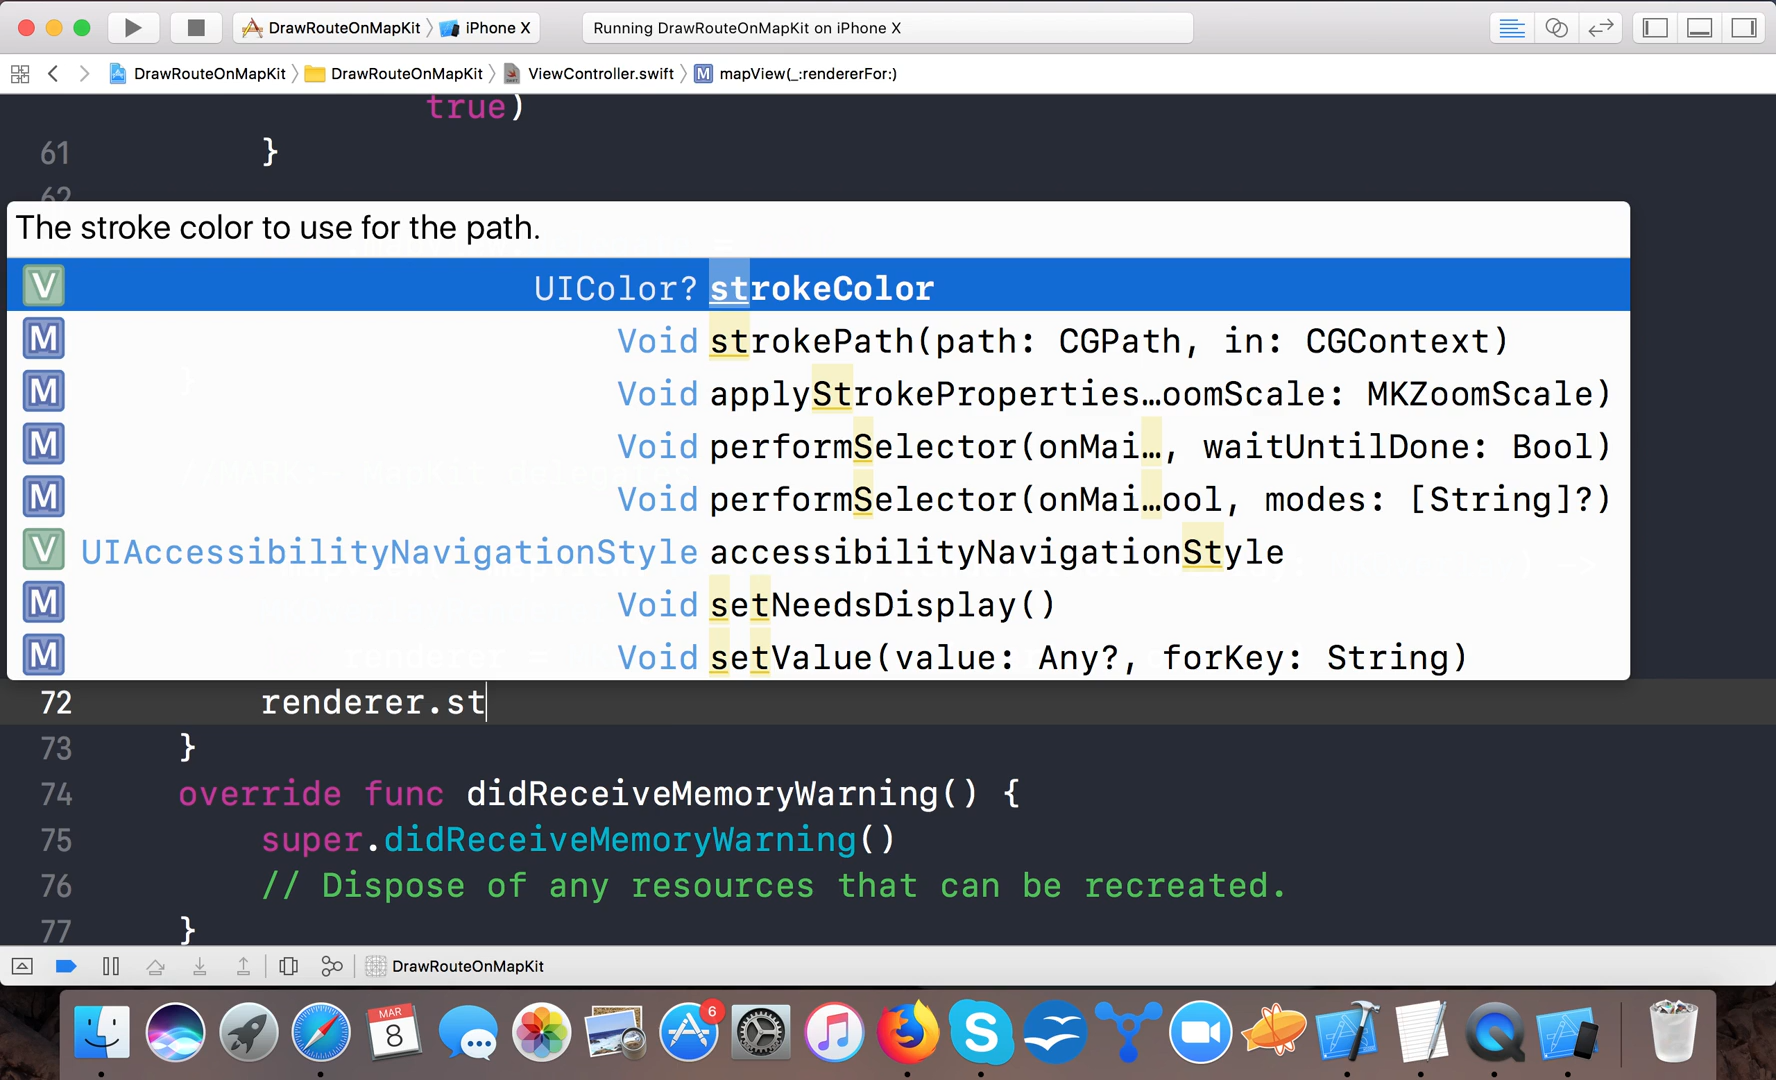 DrawRouteOnMapKit iPhone X
Running DrawRouteOnMapKit on iPhone X
DrawRouteOnMapKit DrawRouteOnMapKit ViewController.swift M mapView(_:rendererFor:)
true)
61 }
62
The stroke color to use for the path.
V UIColor? strokeColor
M Void strokePath(path: CGPath, in: CGContext)
M Void applyStrokeProperties…oomScale: MKZoomScale)
M Void performSelector(onMai…, waitUntilDone: Bool)
M Void performSelector(onMai…ool, modes: [String]?)
V UIAccessibilityNavigationStyle accessibilityNavigationStyle
M Void setNeedsDisplay()
M Void setValue(value: Any?, forKey: String)
72 renderer.st
73 }
74 override func didReceiveMemoryWarning() {
75 super.didReceiveMemoryWarning()
76 // Dispose of any resources that can be recreated.
77 }
DrawRouteOnMapKit
MAR
8
6
S